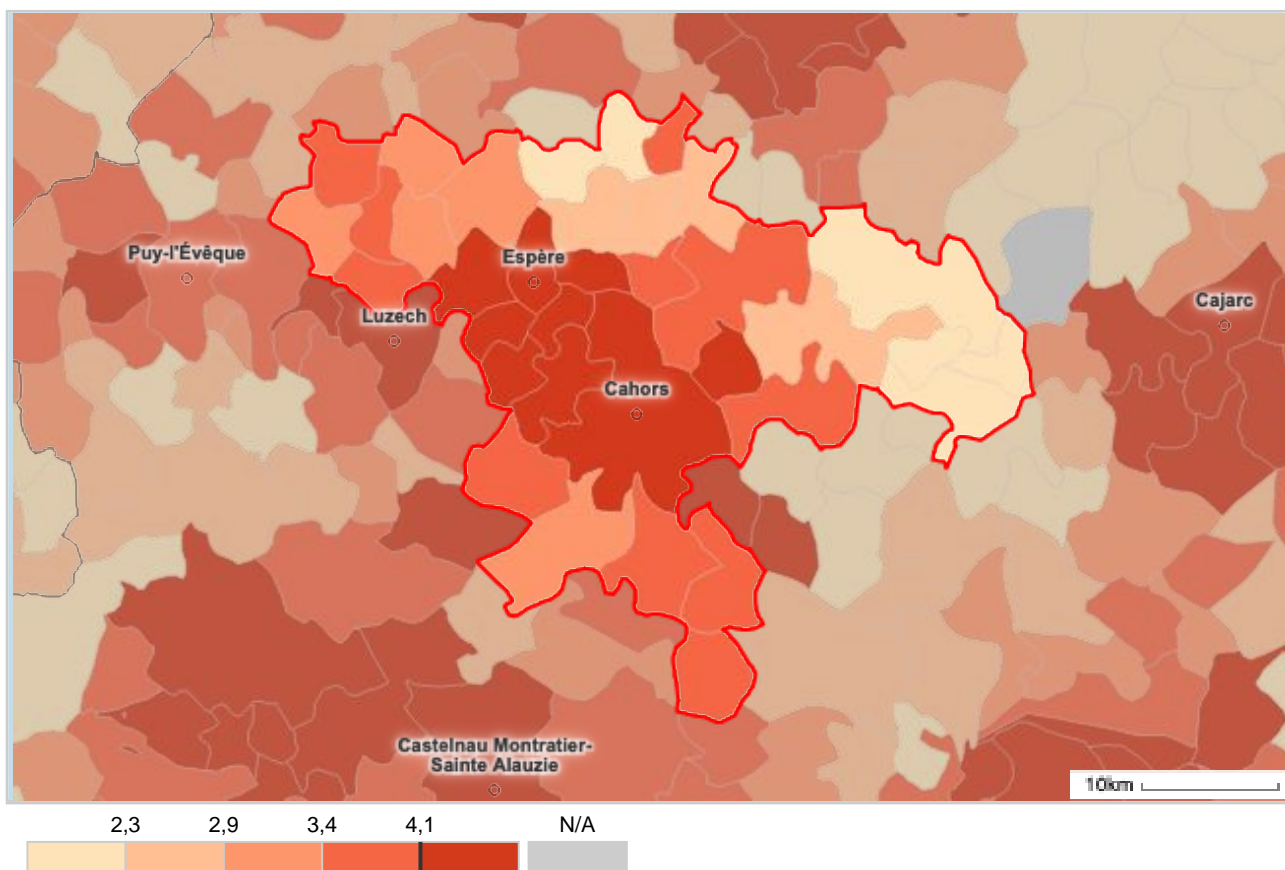 Puy-l'Évêque
Espère
Luzech
Cajarc
Cahors
Castelnau Montratier-
Sainte Alauzie
10km
2,3 2,9 3,4 4,1 N/A